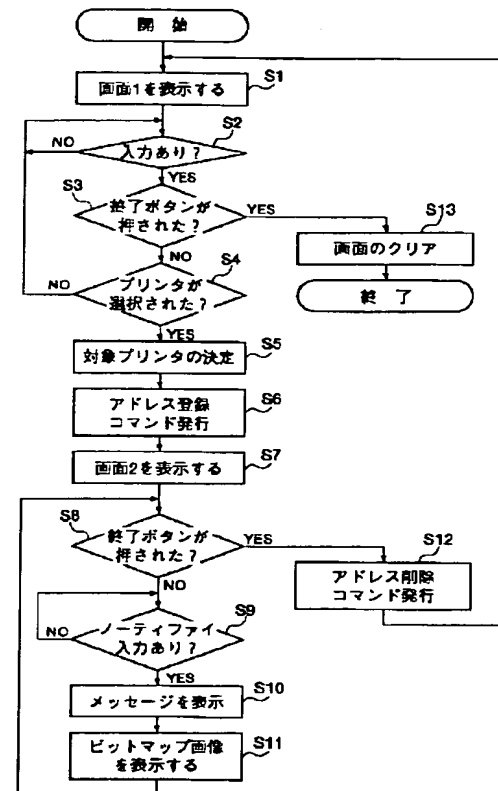 開 始
画面1を表示する
S1
S2
入力あり？
NO
YES
S3
終了ボタンが
押された？
YES
NO
S13
画面のクリア
終 了
S4
プリンタが
選択された？
NO
YES
対象プリンタの決定
S5
アドレス登録
コマンド発行
S6
画面2を表示する
S7
S8
終了ボタンが
押された？
YES
NO
S12
アドレス削除
コマンド発行
S9
ノーティファイ
入力あり？
NO
YES
メッセージを表示
S10
ビットマップ画像
を表示する
S11